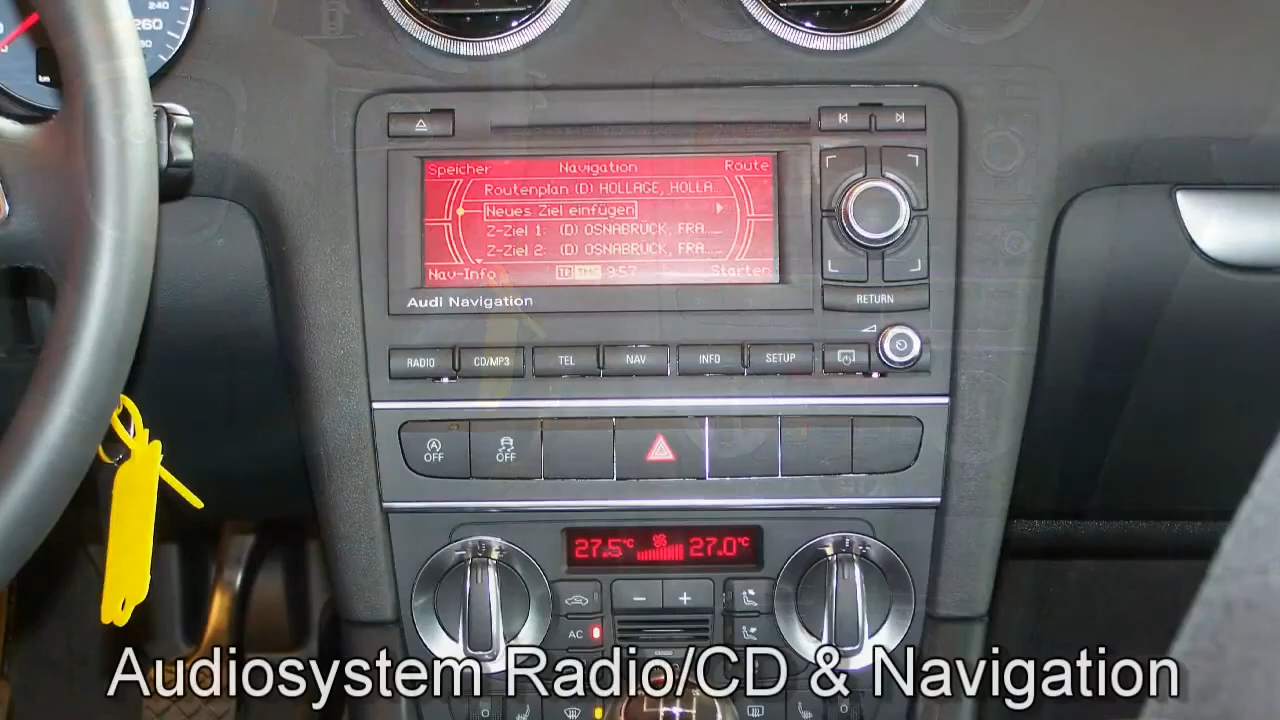 240
260
km
Speicher Navigation Route
Routenplan (D) HOLLAGE, HOLLA...
Neues Ziel einfügen
Z-Ziel 1: (D) OSNABRÜCK, FRA...
Z-Ziel 2: (D) OSNABRÜCK, FRA...
Nav-Info TP TMC 9:57 Starten
Audi Navigation
RETURN
RADIO CD/MP3 TEL NAV INFO SETUP
A OFF OFF
27.5°C 27.0°C
AC
Audiosystem Radio/CD & Navigation